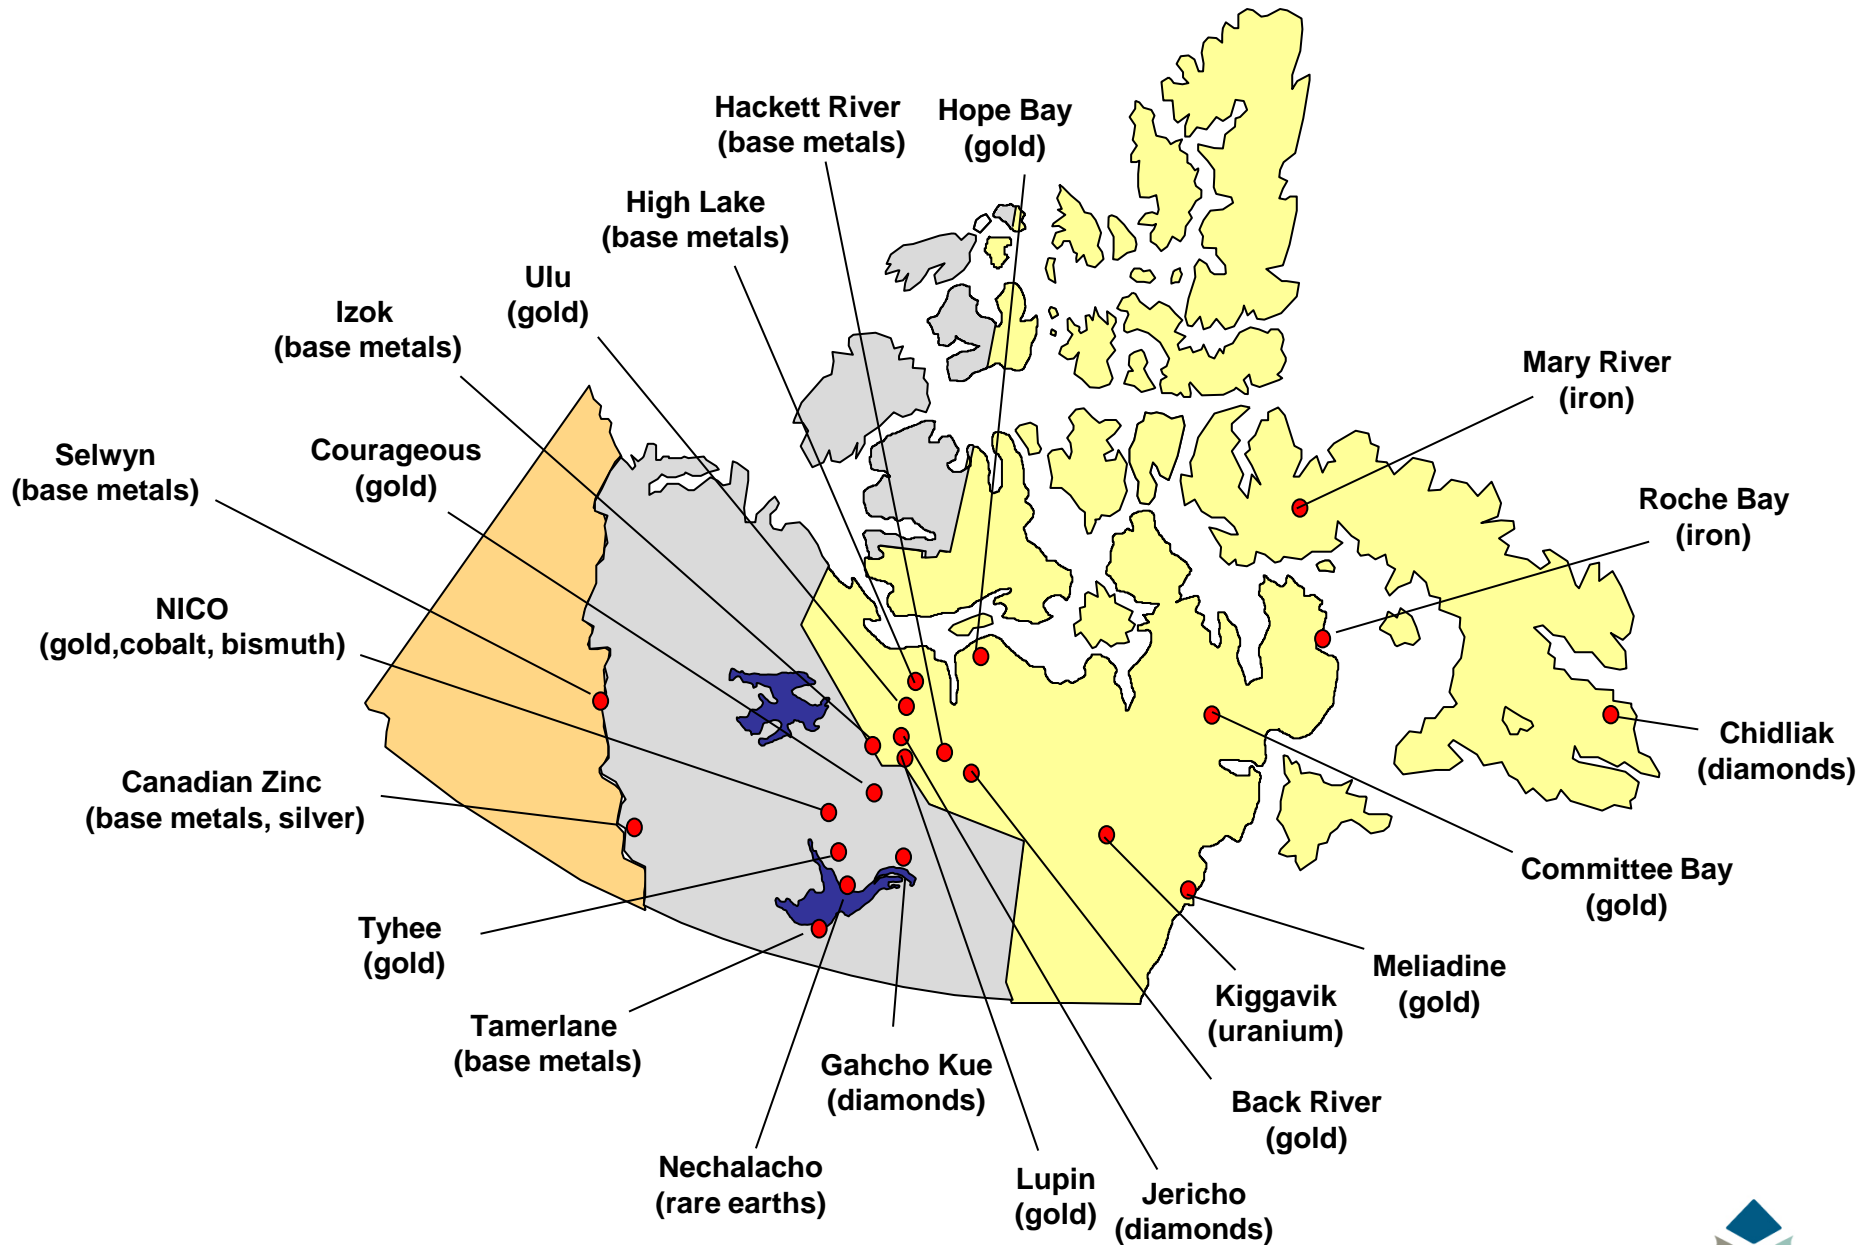 Hackett River
(base metals)
Hope Bay
(gold)
High Lake
(base metals)
Ulu
(gold)
Izok
(base metals)
Mary River
(iron)
Courageous
(gold)
Selwyn
(base metals)
Roche Bay
(iron)
NICO
(gold,cobalt, bismuth)
Chidliak
(diamonds)
Canadian Zinc
(base metals, silver)
Committee Bay
(gold)
Tyhee
(gold)
Meliadine
(gold)
Kiggavik
(uranium)
Tamerlane
(base metals)
Gahcho Kue
(diamonds)
Back River
(gold)
Nechalacho
(rare earths)
Lupin
(gold)
Jericho
(diamonds)